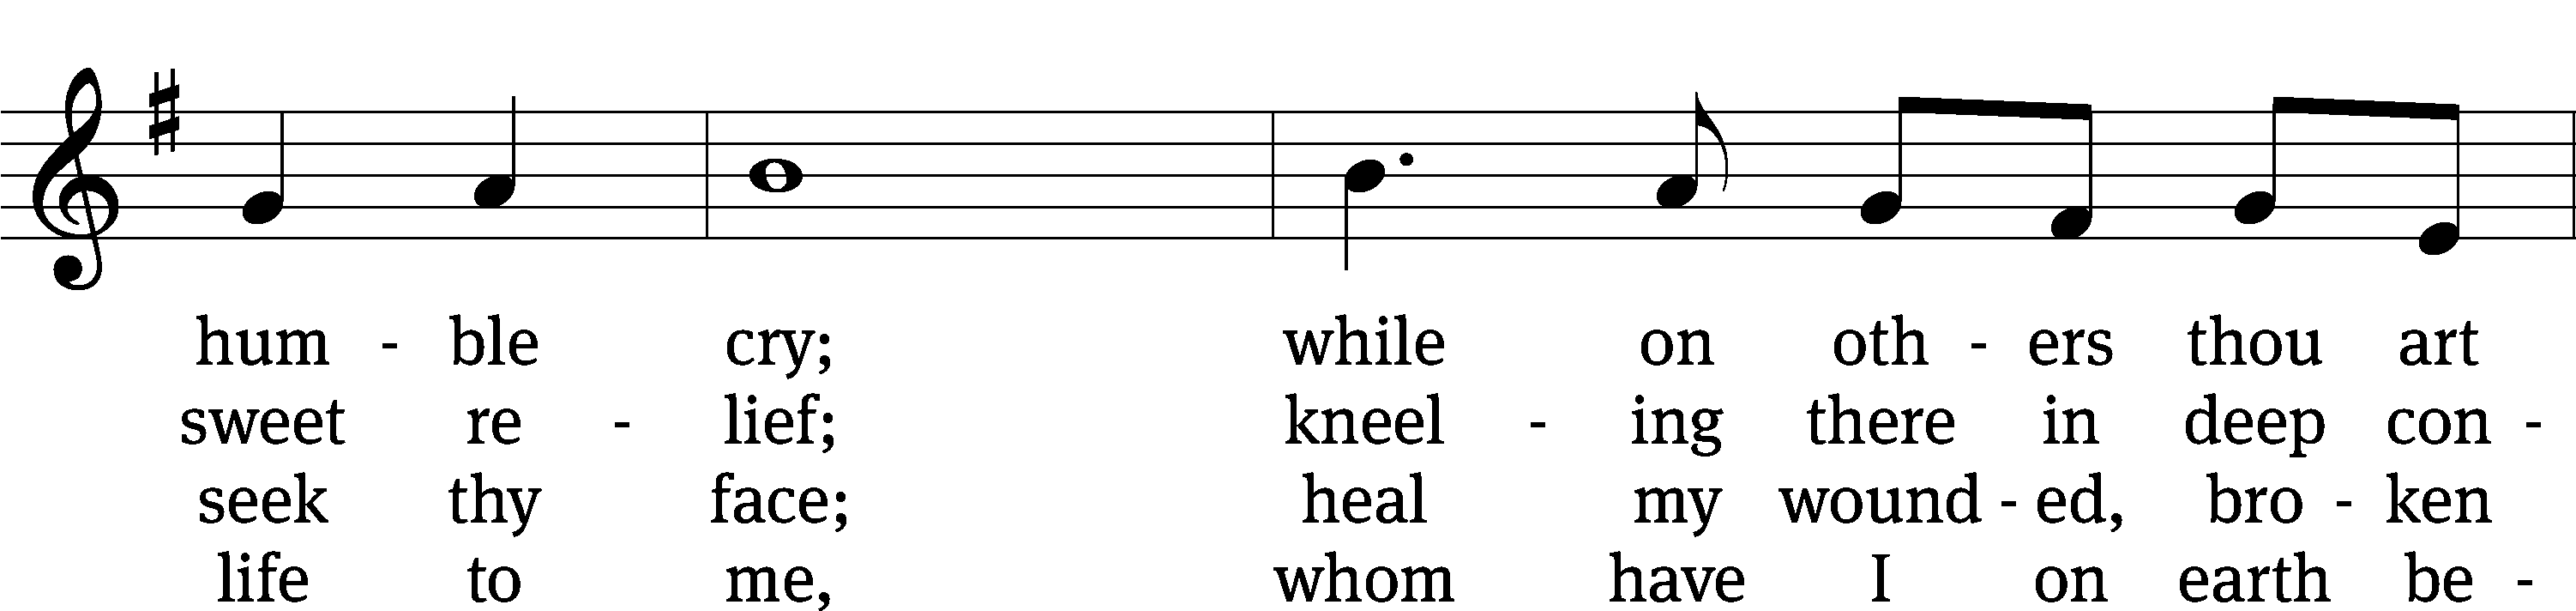 hum - ble cry; while on oth - ers thou art
sweet re - lief; kneel - ing there in deep con -
seek thy face; heal my wound - ed, bro - ken
life to me, whom have I on earth be -